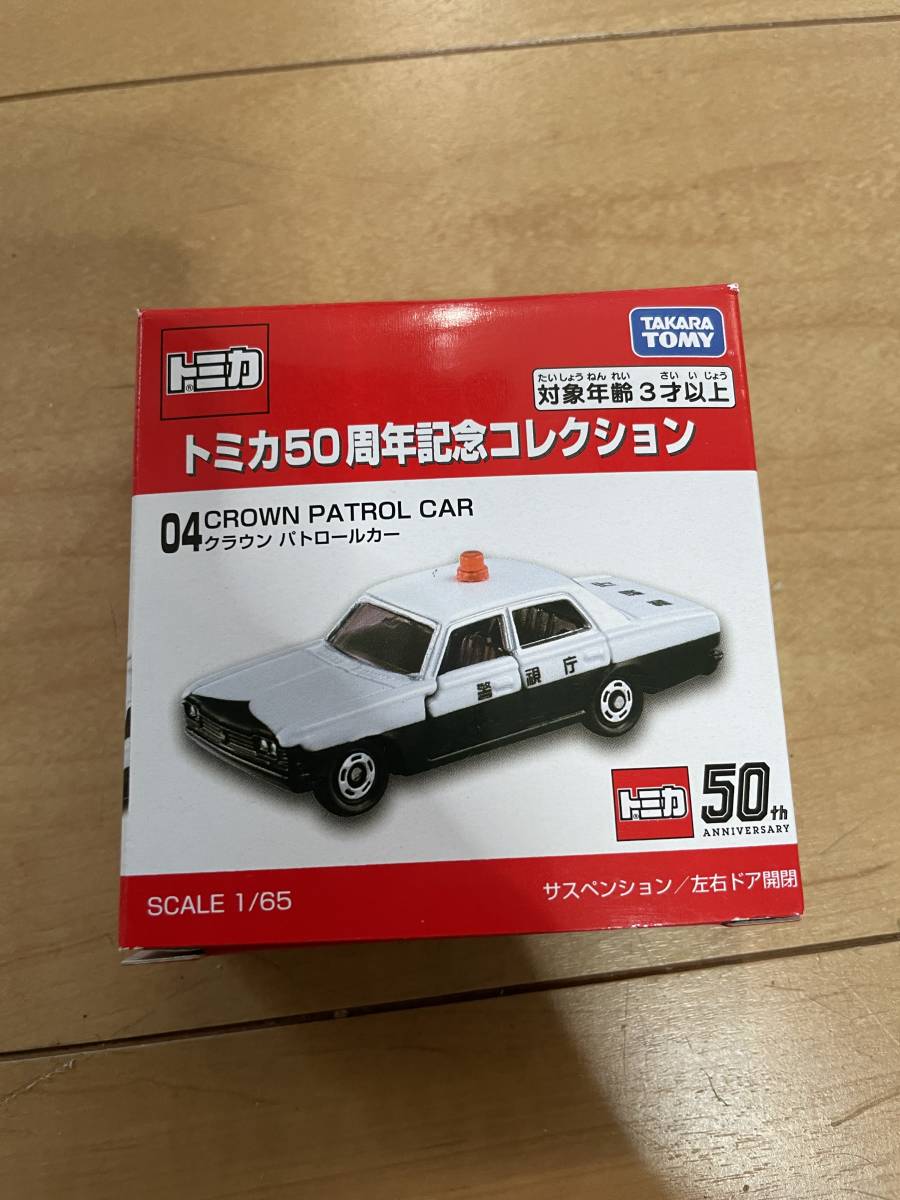 トミカ®
TAKARA
TOMY
たいしょうねんれい さいいじょう
対象年齢3才以上
トミカ50周年記念コレクション
04 CROWN PATROL CAR
クラウン パトロールカー
警視庁
トミカ®
50th
ANNIVERSARY
SCALE 1/65
サスペンション/左右ドア開閉